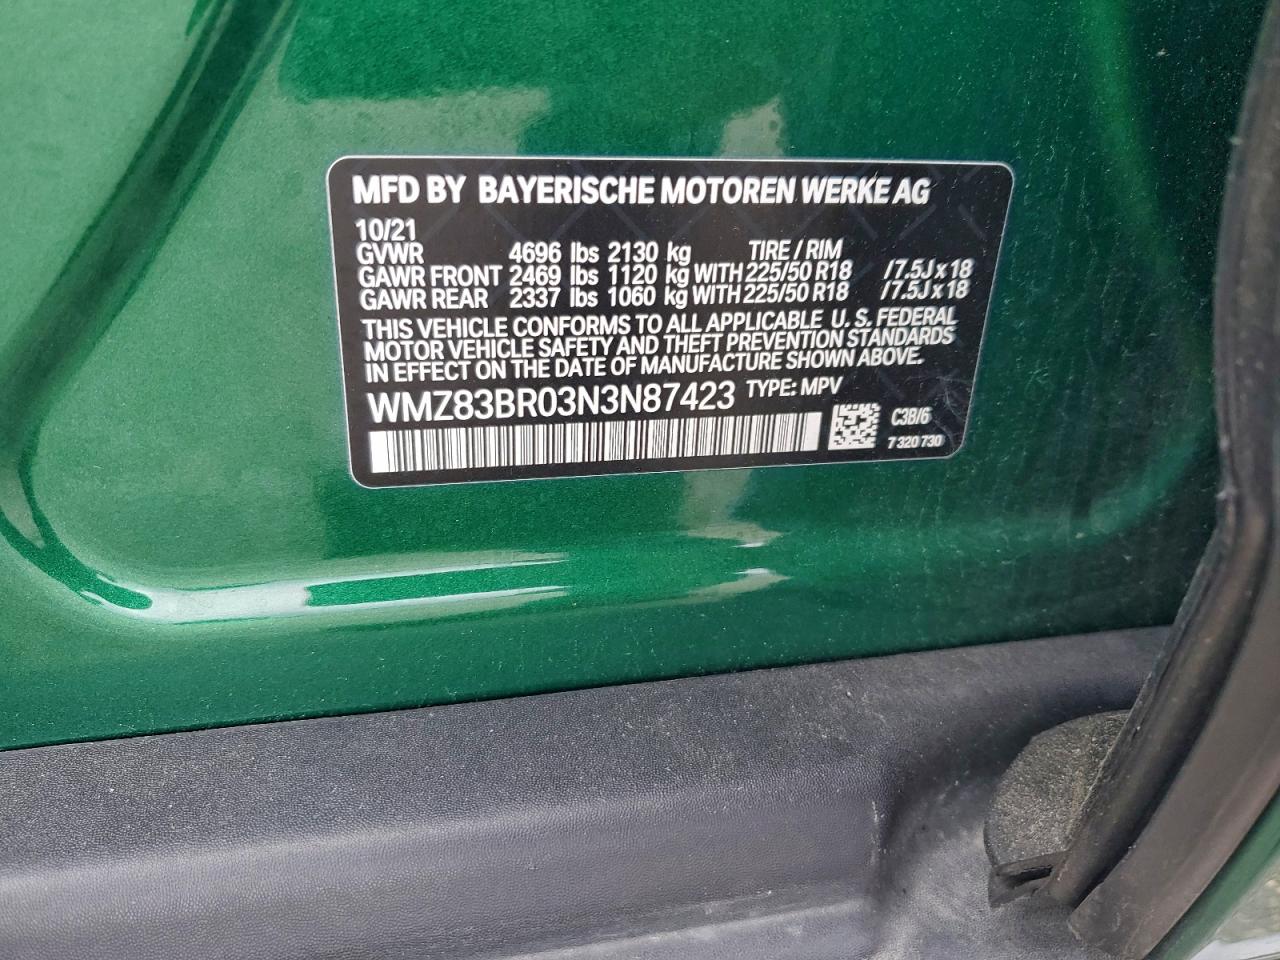 MFD BY BAYERISCHE MOTOREN WERKE AG
10/21
GVWR 4696 lbs 2130 kg TIRE / RIM
GAWR FRONT 2469 lbs 1120 kg WITH 225/50 R18 /7.5J x 18
GAWR REAR 2337 lbs 1060 kg WITH 225/50 R18 /7.5J x 18
THIS VEHICLE CONFORMS TO ALL APPLICABLE U. S. FEDERAL
MOTOR VEHICLE SAFETY AND THEFT PREVENTION STANDARDS
IN EFFECT ON THE DATE OF MANUFACTURE SHOWN ABOVE.
WMZ83BR03N3N87423 TYPE: MPV
C3B/6
7 320 730